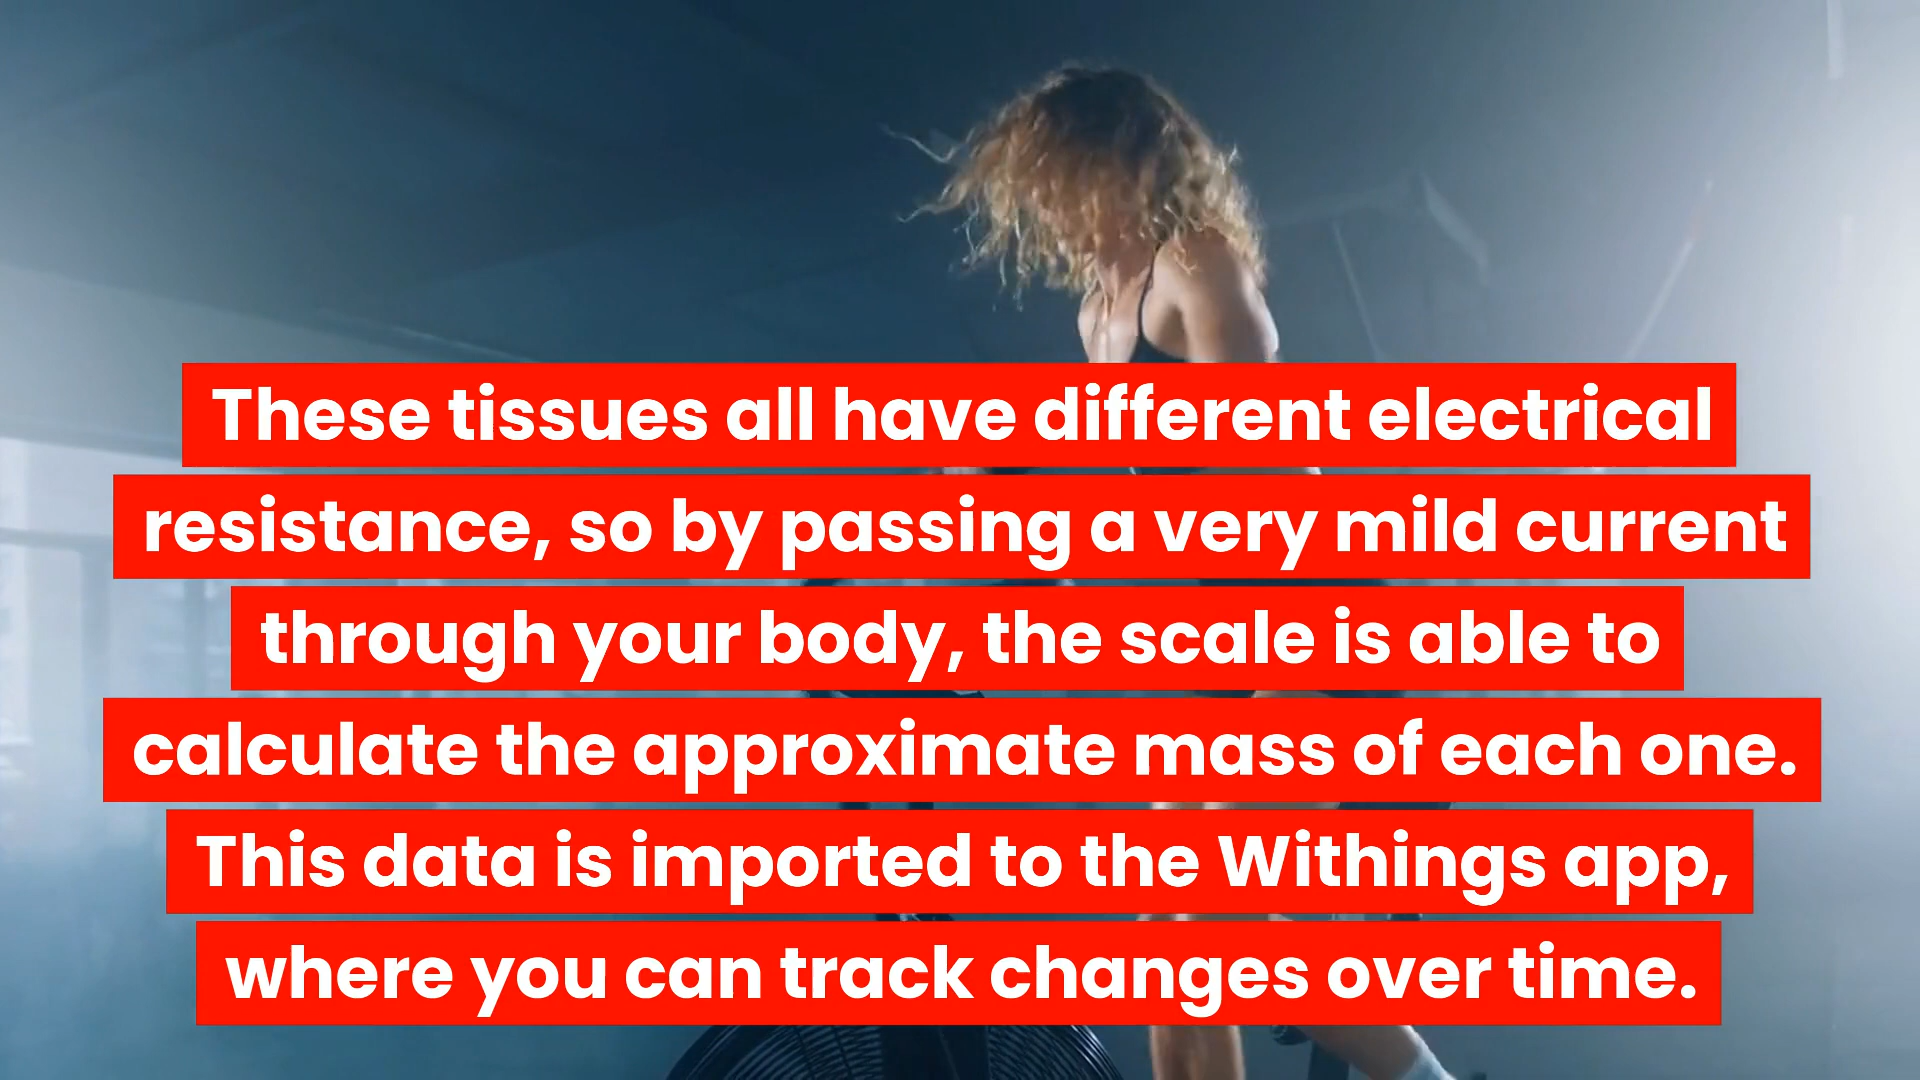 These tissues all have different electrical
resistance, so by passing a very mild current
through your body, the scale is able to
calculate the approximate mass of each one.
This data is imported to the Withings app,
where you can track changes over time.